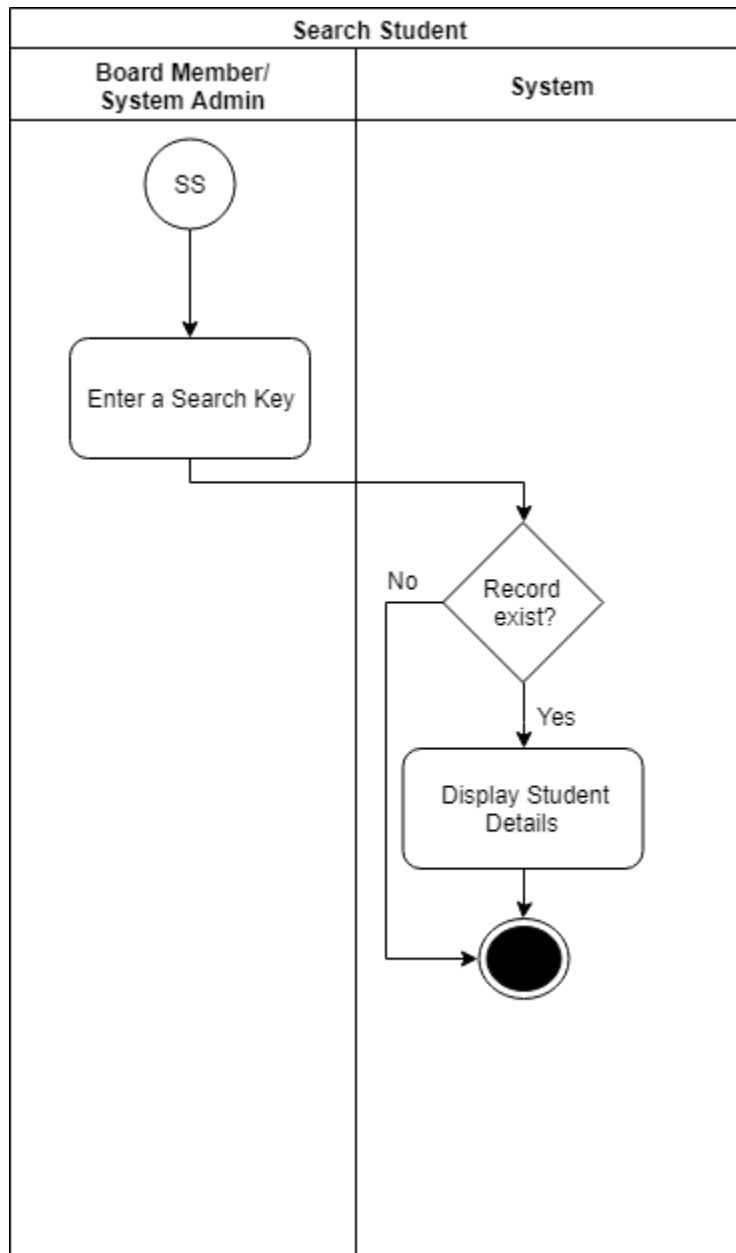 Search Student
Board Member/
System Admin
System
SS
Enter a Search Key
No
Record
exist?
Yes
Display Student
Details